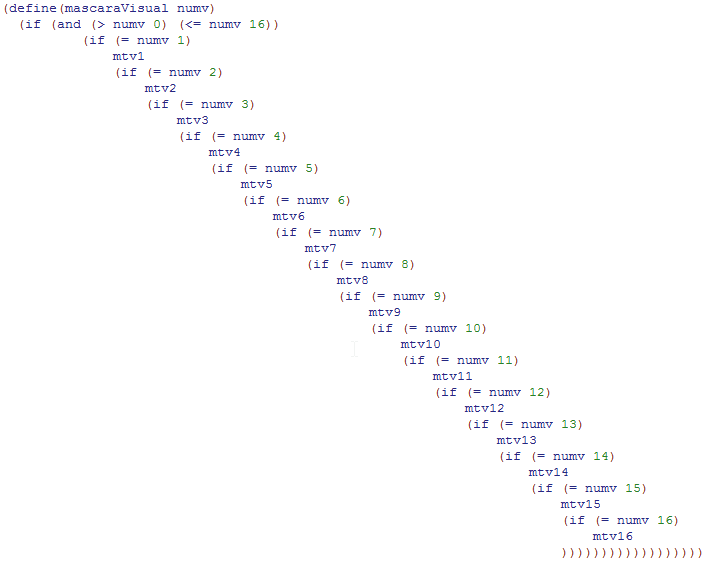 (define(mascaraVisual numv)
(if (and (> numv 0) (<= numv 16))
(if (= numv 1)
mtv1
(if (= numv 2)
mtv2
(if (= numv 3)
mtv3
(if (= numv 4)
mtv4
(if (= numv 5)
mtv5
(if (= numv 6)
mtv6
(if (= numv 7)
mtv7
(if (= numv 8)
mtv8
(if (= numv 9)
mtv9
(if (= numv 10)
mtv10
(if (= numv 11)
mtv11
(if (= numv 12)
mtv12
(if (= numv 13)
mtv13
(if (= numv 14)
mtv14
(if (= numv 15)
mtv15
(if (= numv 16)
mtv16
))))))))))))))))))